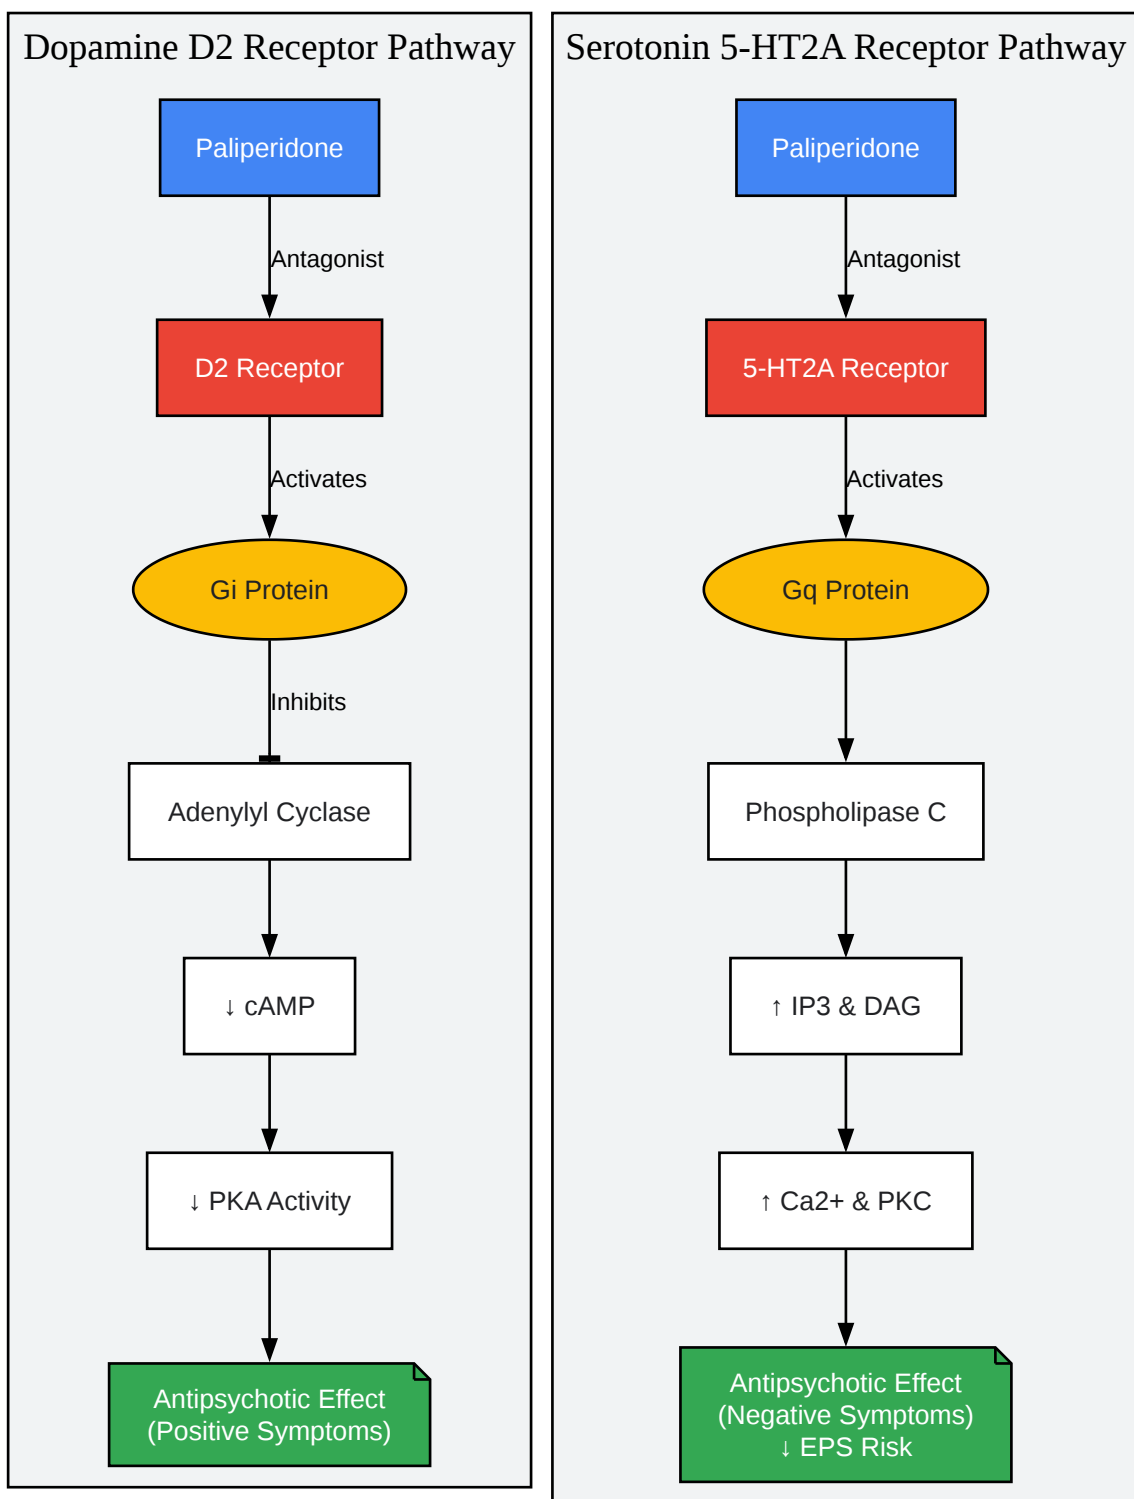 Dopamine D2 Receptor Pathway
Paliperidone
Antagonist
D2 Receptor
Activates
Gi Protein
Inhibits
Adenylyl Cyclase
↓ cAMP
↓ PKA Activity
Antipsychotic Effect
(Positive Symptoms)
Serotonin 5-HT2A Receptor Pathway
Paliperidone
Antagonist
5-HT2A Receptor
Activates
Gq Protein
Phospholipase C
↑ IP3 & DAG
↑ Ca2+ & PKC
Antipsychotic Effect
(Negative Symptoms)
↓ EPS Risk